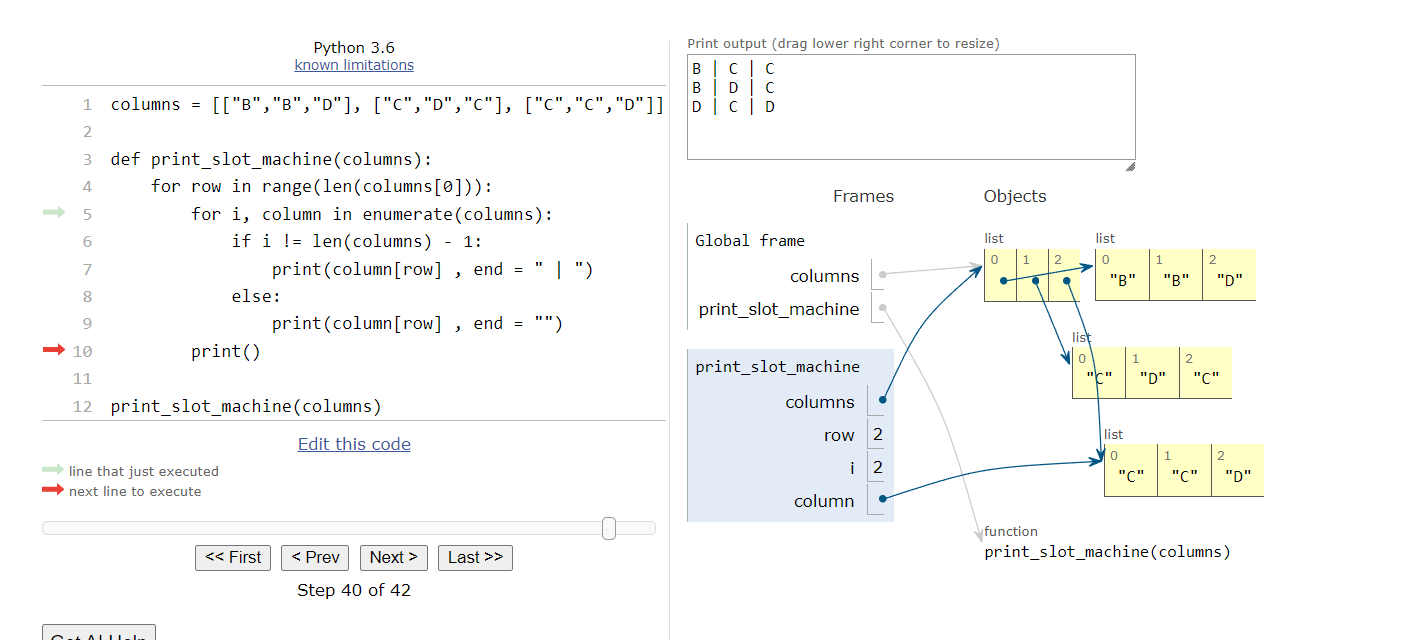 Python 3.6
known limitations
1 columns = [["B","B","D"], ["C","D","C"], ["C","C","D"]]
2
3 def print_slot_machine(columns):
4     for row in range(len(columns[0])):
5         for i, column in enumerate(columns):
6             if i != len(columns) - 1:
7                 print(column[row] , end = " | ")
8             else:
9                 print(column[row] , end = "")
10         print()
11
12 print_slot_machine(columns)
Edit this code
line that just executed
next line to execute
<< First < Prev Next > Last >>
Step 40 of 42
Get AI Help
Print output (drag lower right corner to resize)
B | C | C
B | D | C
D | C | D
Frames Objects
Global frame
columns
print_slot_machine
print_slot_machine
columns
row 2
i 2
column
list
0 1 2
list
0 1 2
"B" "B" "D"
list
0 1 2
"C" "D" "C"
list
0 1 2
"C" "C" "D"
function
print_slot_machine(columns)